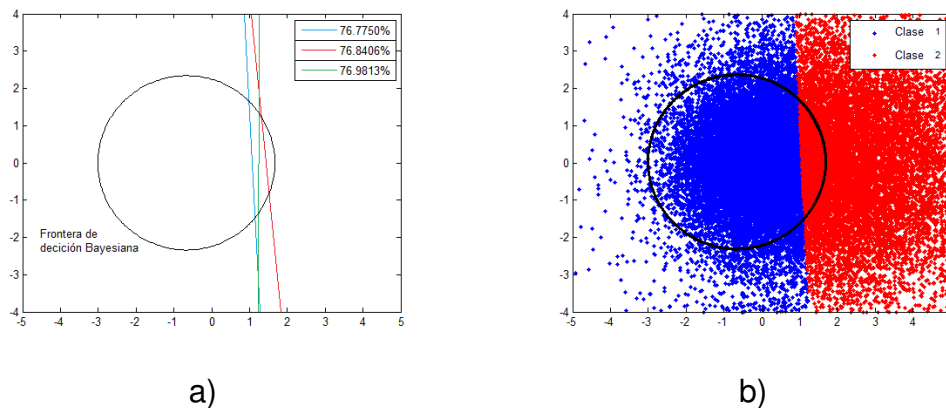 76.7750%
76.8406%
76.9813%
4
3
2
1
0
-1
-2
-3
-4
Frontera de
decición Bayesiana
-5 -4 -3 -2 -1 0 1 2 3 4 5
a)
Clase 1
Clase 2
4
3
2
1
0
-1
-2
-3
-4
-5 -4 -3 -2 -1 0 1 2 3 4
b)